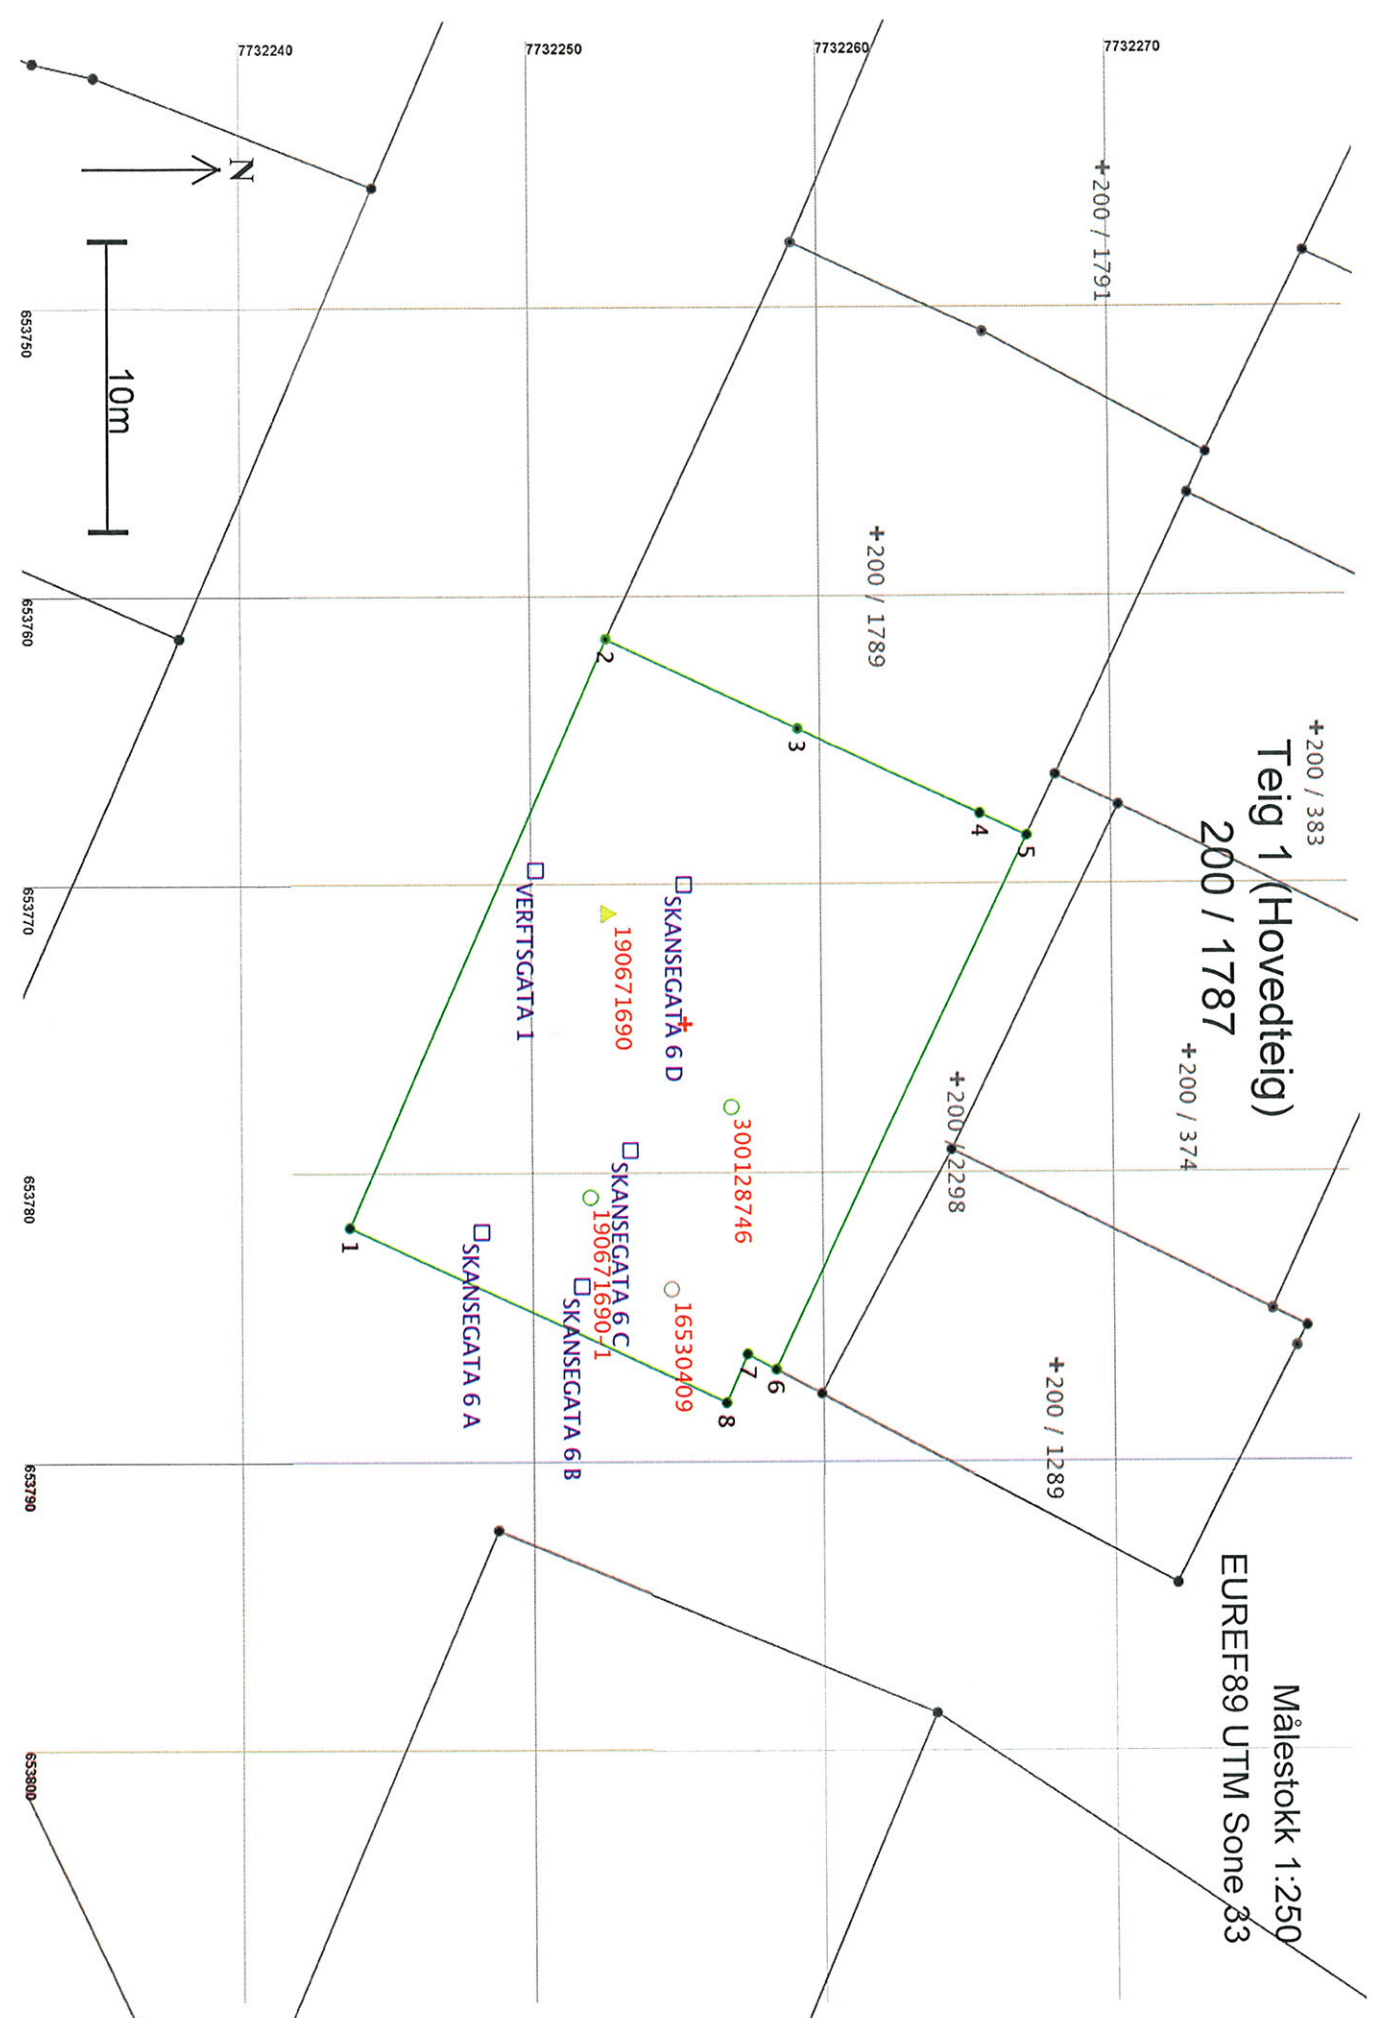 Teig 1 (Hovedteig)
200 / 1787
Målestokk 1:250
EUREF89 UTM Sone 33
7732270
7732260
7732250
7732240
N
10m
653750
653760
653770
653780
653790
653800
+200 / 1791
+200 / 1789
+200 / 383
+200 / 374
+200 / 2298
+200 / 1289
1
2
3
4
5
6
7
8
SKANSEGATA 6 D
190671690
VERFTSGATA 1
300128746
SKANSEGATA 6 C
190671690-1
16530409
SKANSEGATA 6 B
SKANSEGATA 6 A